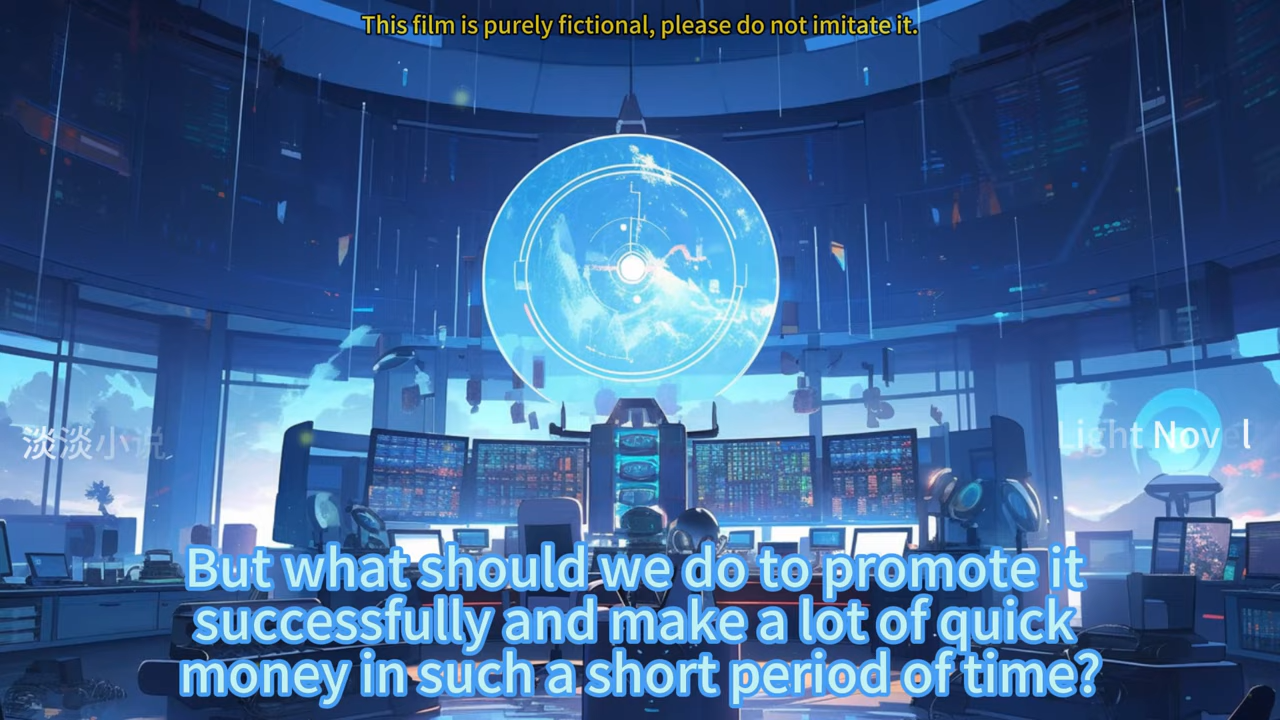 This film is purely fictional, please do not imitate it.
淡淡小说
Light Novel
But what should we do to promote it
successfully and make a lot of quick
money in such a short period of time?